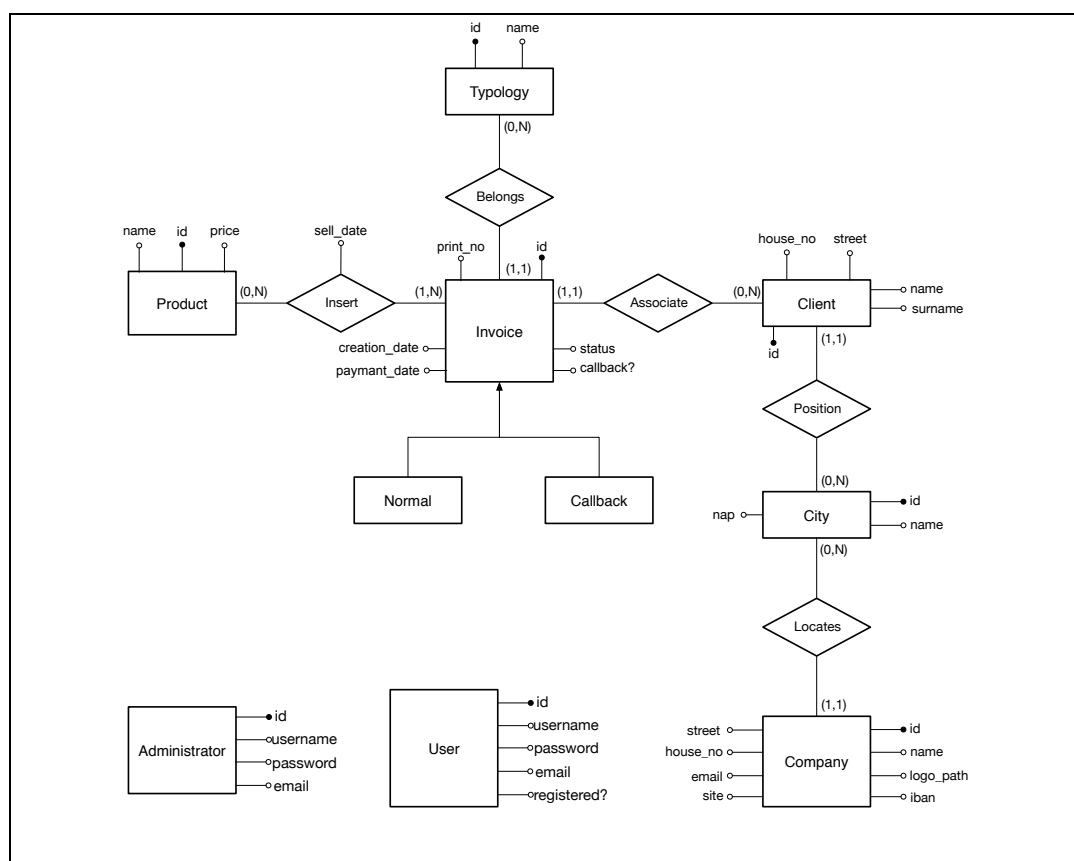 id name
Typology
(0,N)
Belongs
name id price
sell_date
print_no
id
house_no street
(1,1)
Product
(0,N)
Insert
(1,N)
Invoice
(1,1)
Associate
(0,N)
Client
name
surname
id
(1,1)
creation_date
paymant_date
status
callback?
Position
Normal
Callback
(0,N)
nap
City
id
name
(0,N)
Locates
(1,1)
Administrator
id
username
password
email
User
id
username
password
email
registered?
street
house_no
email
site
Company
id
name
logo_path
iban